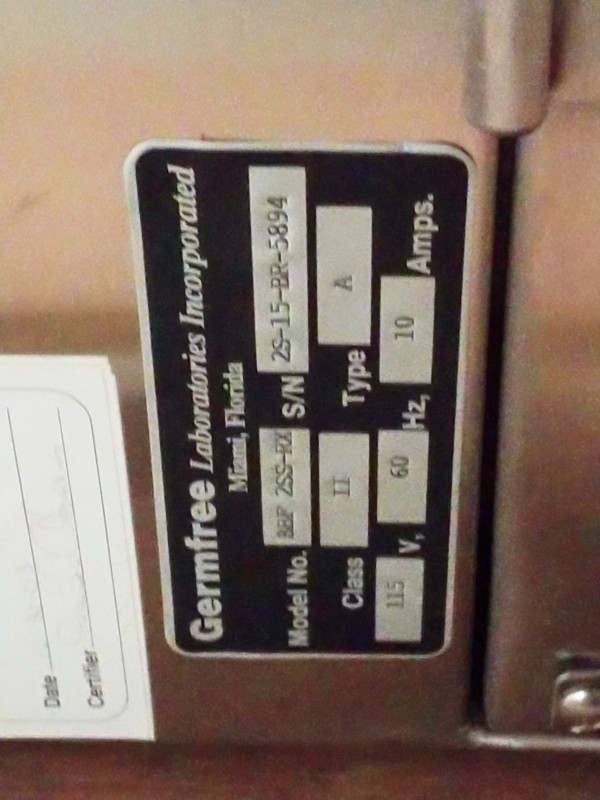 Germfree Laboratories Incorporated
Miami, Florida
Model No. BBF 2SS-RX S/N 2S-15-BR-5894
Class II Type A
115 V, 60 Hz, 10 Amps.
Date
Certifier